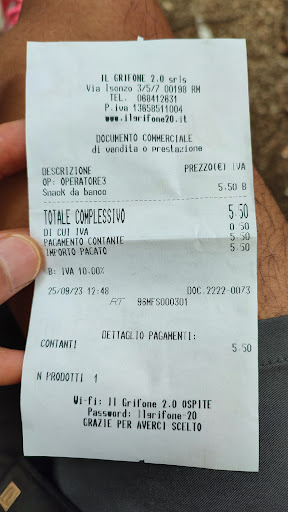 IL GRIFONE 2.0 srls
Via Isonzo 3/5/7 00198 RM
TEL. 068412631
P.iva 13658511004
www.ilgrifone20.it
DOCUMENTO COMMERCIALE
di vendita o prestazione
DESCRIZIONE PREZZO(€) IVA
OP: OPERATORE3
Snack da banco 5.50 B
TOTALE COMPLESSIVO 5.50
DI CUI IVA 0.50
PAGAMENTO CONTANTE 5.50
IMPORTO PAGATO 5.50
B: IVA 10.00%
25/09/23 12:48 DOC.2222-0073
RT 96MFS000301
DETTAGLIO PAGAMENTI:
CONTANTI 5.50
N PRODOTTI 1
Wi-fi: Il Grifone 2.0 OSPITE
Password: Ilgrifone-20
GRAZIE PER AVERCI SCELTO